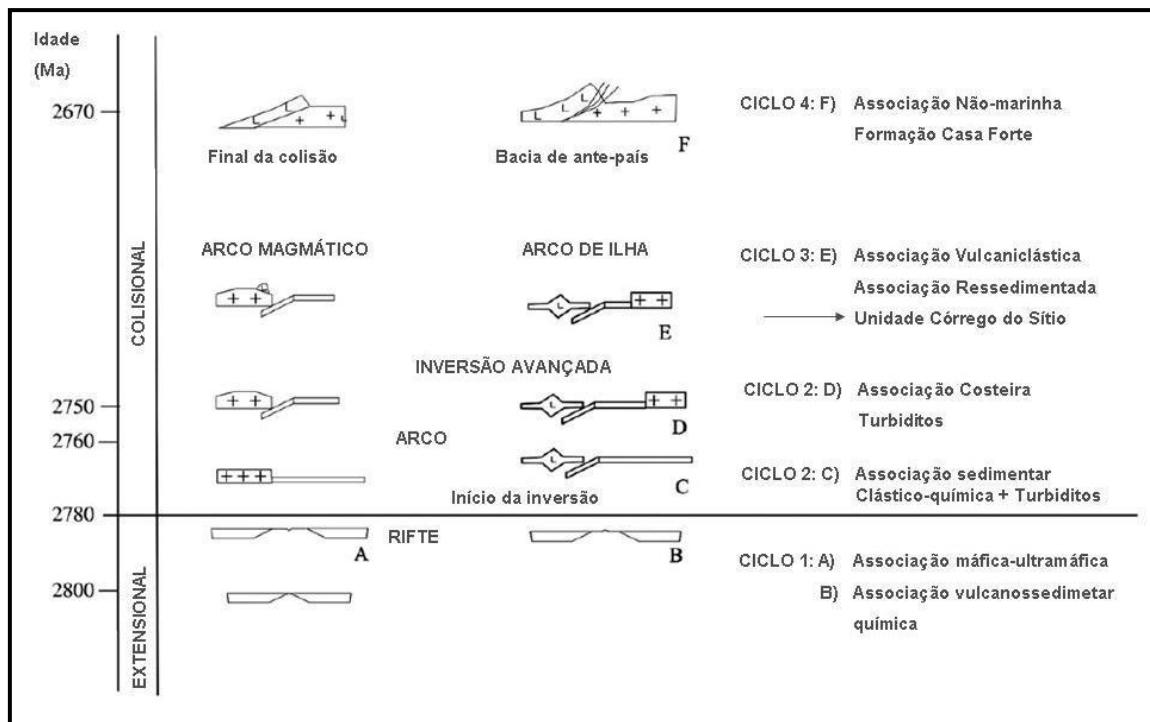 Idade
(Ma)
2670
CICLO 4: F) Associação Não-marinha
Formação Casa Forte
L L + + L
L L L + + +
F
Final da colisão
Bacia de ante-país
COLISIONAL
ARCO MAGMÁTICO
ARCO DE ILHA
CICLO 3: E) Associação Vulcaniclástica
Associação Ressedimentada
Unidade Córrego do Sítio
+ +
L + +
E
INVERSÃO AVANÇADA
CICLO 2: D) Associação Costeira
Turbiditos
2750
+ +
L + +
D
2760
ARCO
L
C
+ + +
Início da inversão
CICLO 2: C) Associação sedimentar
Clástico-química + Turbiditos
2780
A
RIFTE
B
CICLO 1: A) Associação máfica-ultramáfica
B) Associação vulcanossedimetar
química
2800
EXTENSIONAL